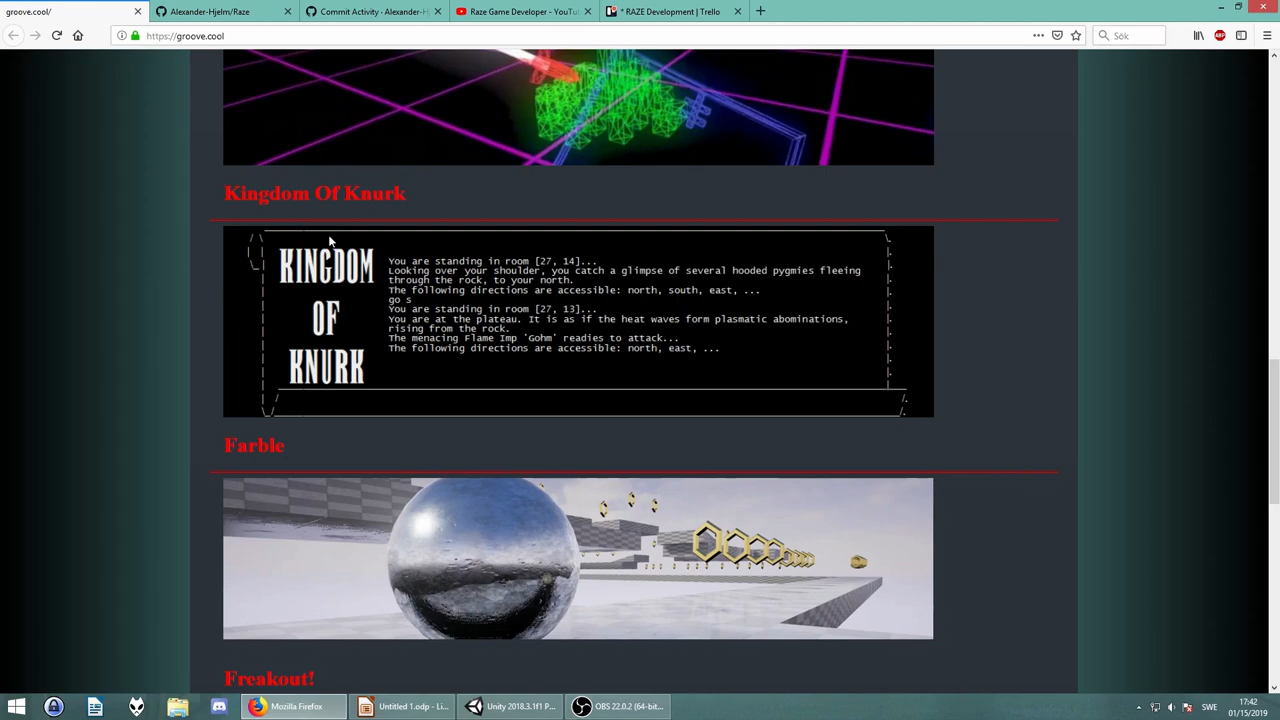 groove.cool/
Alexander-Hjelm/Raze
Commit Activity · Alexander-H
Raze Game Developer - YouTu
* RAZE Development | Trello
https://groove.cool
Sök
ABP
Kingdom Of Knurk
KINGDOM
OF
KNURK
You are standing in room [27, 14]...
Looking over your shoulder, you catch a glimpse of several hooded pygmies fleeing
through the rock, to your north.
The following directions are accessible: north, south, east, ...
go s
You are standing in room [27, 13]...
You are at the plateau. It is as if the heat waves form plasmatic abominations,
rising from the rock.
The menacing Flame Imp 'Gohm' readies to attack...
The following directions are accessible: north, east, ...
Farble
Freakout!
Mozilla Firefox
Untitled 1.odp - Li...
Unity 2018.3.1f1 P...
OBS 22.0.2 (64-bit...
SWE
17:42
01/15/2019